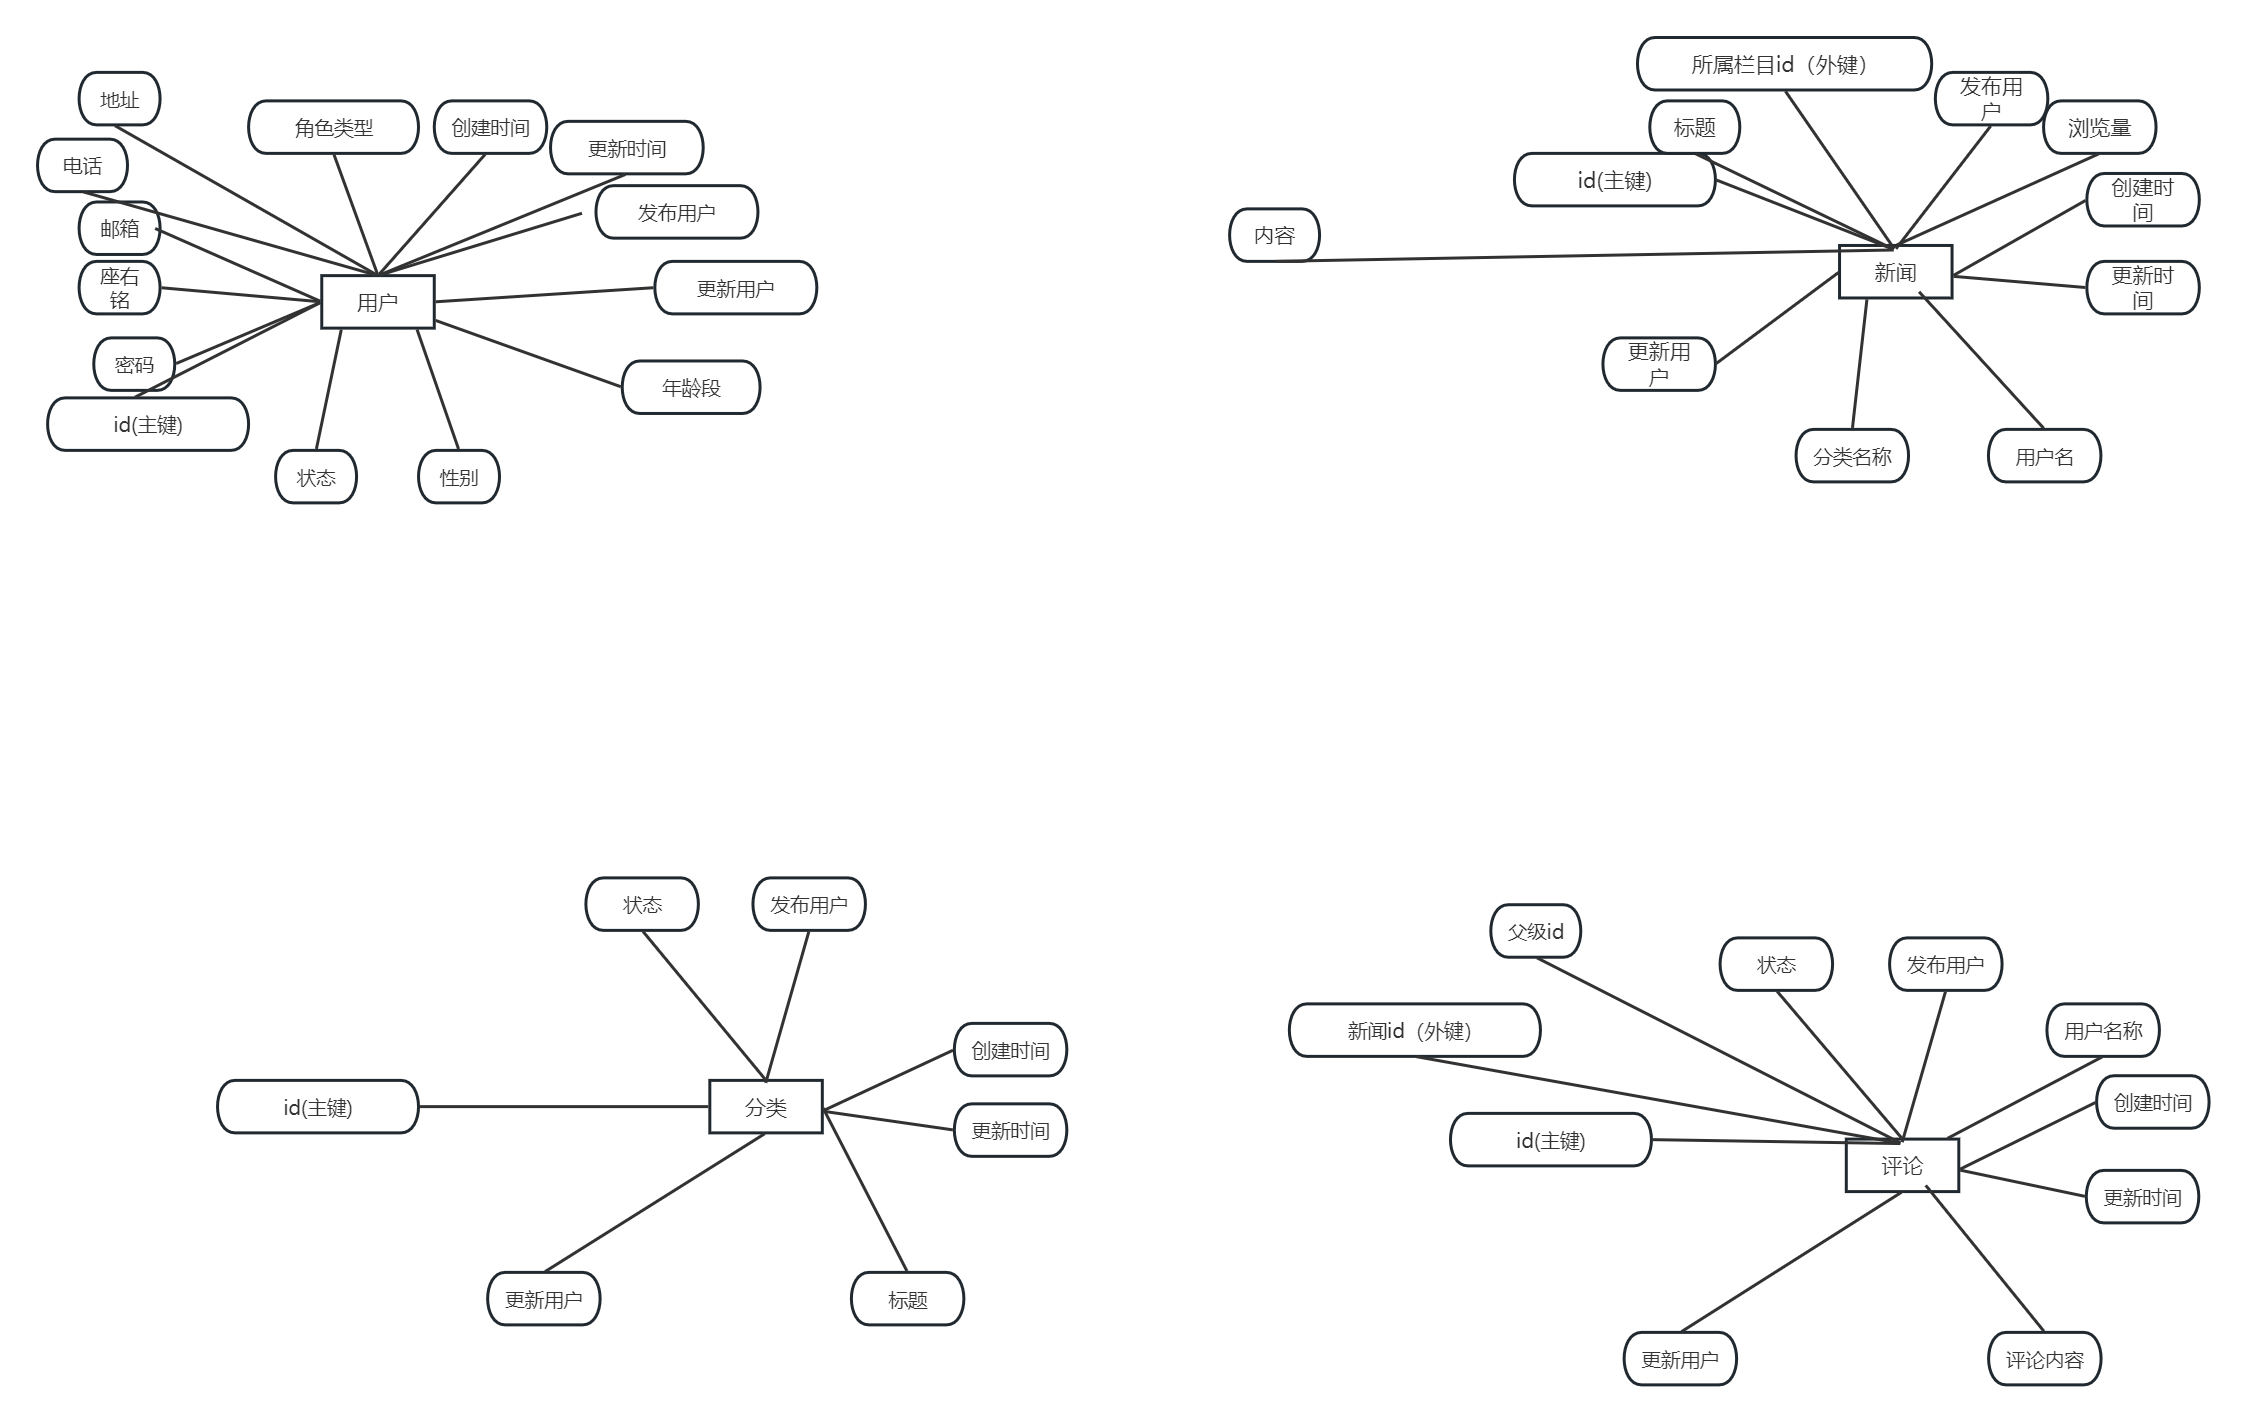 地址
角色类型
创建时间
更新时间
电话
发布用户
邮箱
座右
铭
更新用户
用户
密码
年龄段
id(主键)
状态
性别
所属栏目id（外键）
发布用
户
标题
浏览量
id(主键)
创建时
间
内容
新闻
更新时
间
更新用
户
分类名称
用户名
状态
发布用户
创建时间
id(主键)
分类
更新时间
更新用户
标题
父级id
状态
发布用户
新闻id（外键）
用户名称
创建时间
id(主键)
评论
更新时间
更新用户
评论内容